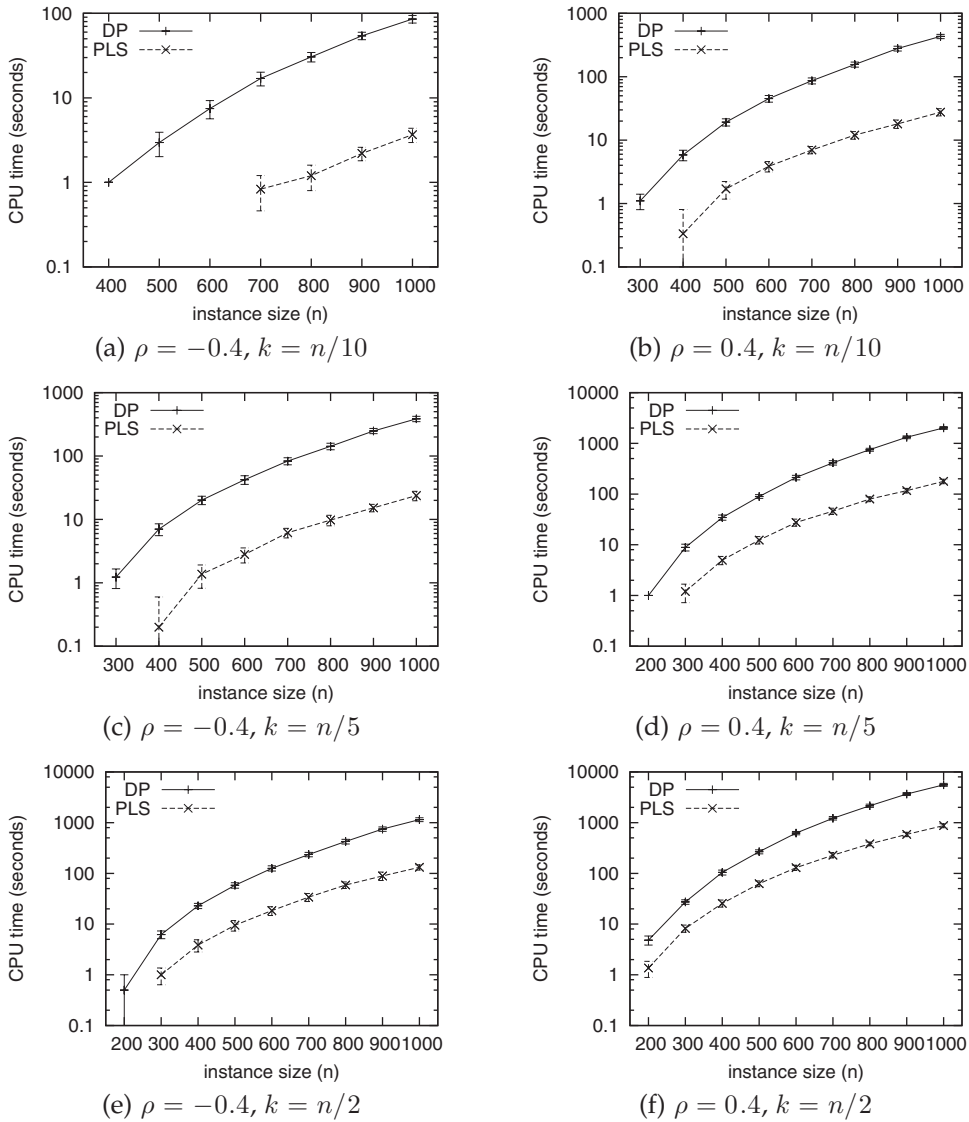 DP
PLS
CPU time (seconds)
100
10
1
0.1
400 500 600 700 800 900 1000
instance size (n)
(a) ρ = −0.4, k = n/10
DP
PLS
CPU time (seconds)
1000
100
10
1
0.1
300 400 500 600 700 800 900 1000
instance size (n)
(b) ρ = 0.4, k = n/10
DP
PLS
CPU time (seconds)
1000
100
10
1
0.1
300 400 500 600 700 800 900 1000
instance size (n)
(c) ρ = −0.4, k = n/5
DP
PLS
CPU time (seconds)
10000
1000
100
10
1
0.1
200 300 400 500 600 700 800 900 1000
instance size (n)
(d) ρ = 0.4, k = n/5
DP
PLS
CPU time (seconds)
10000
1000
100
10
1
0.1
200 300 400 500 600 700 800 900 1000
instance size (n)
(e) ρ = −0.4, k = n/2
DP
PLS
CPU time (seconds)
10000
1000
100
10
1
0.1
200 300 400 500 600 700 800 900 1000
instance size (n)
(f) ρ = 0.4, k = n/2